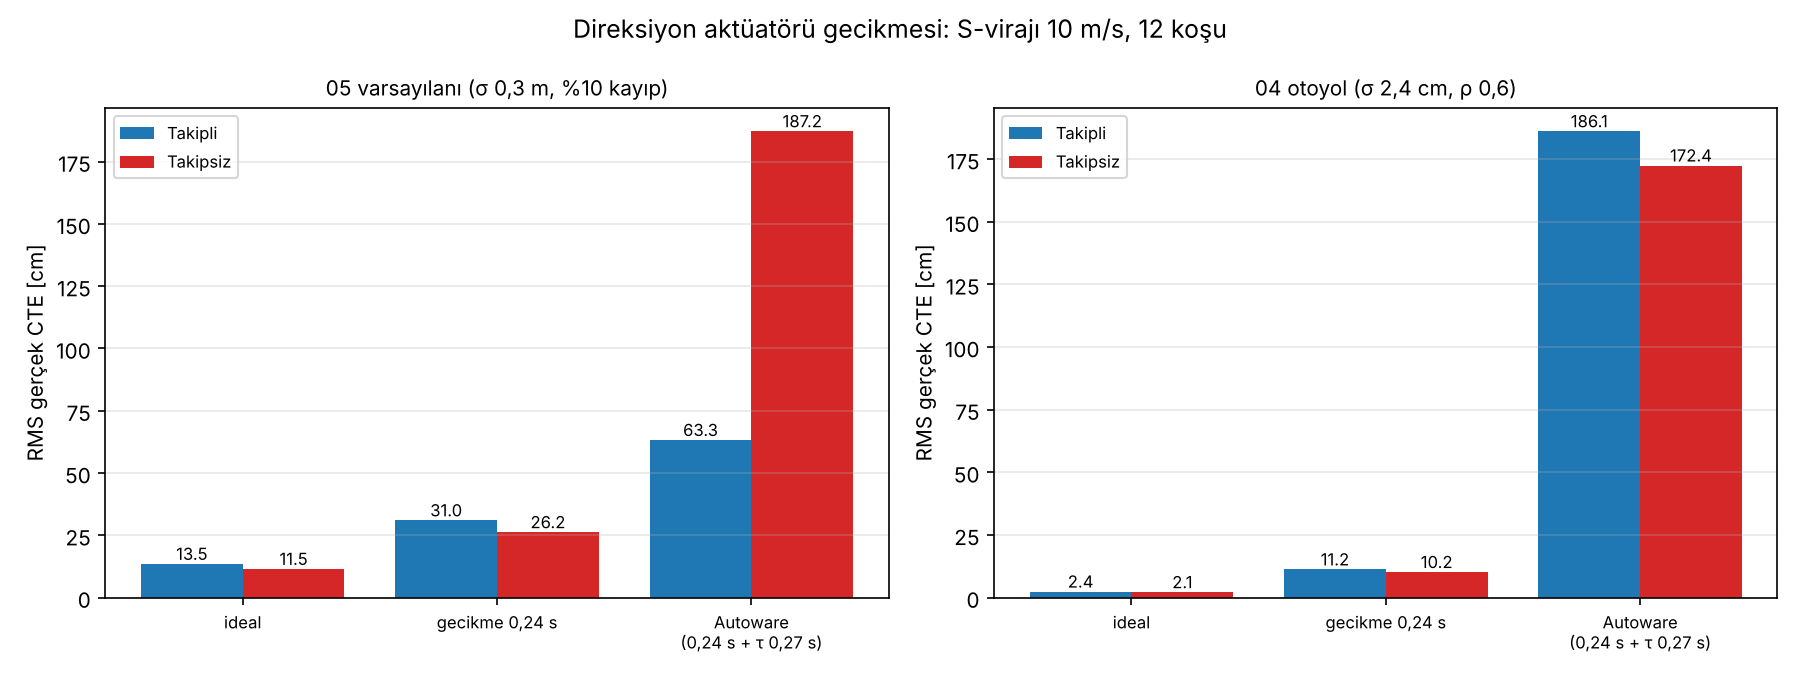 Direksiyon aktüatörü gecikmesi: S-virajı 10 m/s, 12 koşu
05 varsayılanı (σ 0,3 m, %10 kayıp)
Takipli
Takipsiz
RMS gerçek CTE [cm]
175
150
125
100
75
50
25
0
13.5
11.5
31.0
26.2
63.3
187.2
ideal
gecikme 0,24 s
Autoware
(0,24 s + τ 0,27 s)
04 otoyol (σ 2,4 cm, ρ 0,6)
Takipli
Takipsiz
RMS gerçek CTE [cm]
175
150
125
100
75
50
25
0
2.4
2.1
11.2
10.2
186.1
172.4
ideal
gecikme 0,24 s
Autoware
(0,24 s + τ 0,27 s)